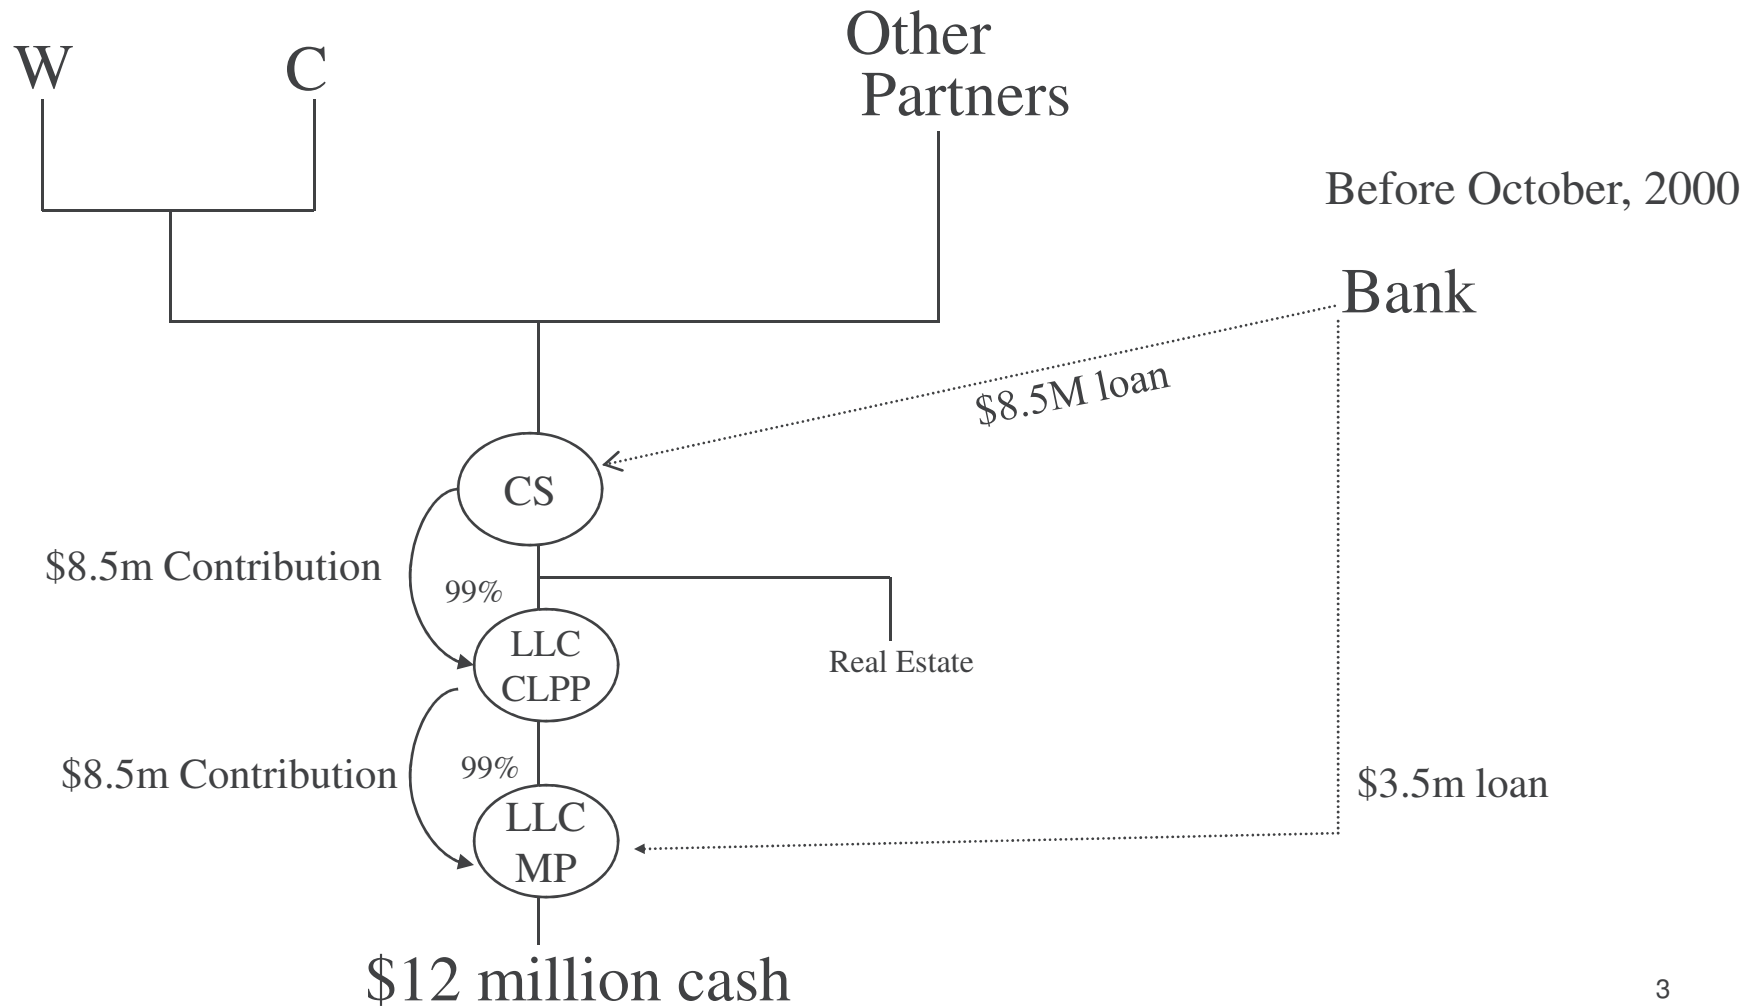 W
C
Other
Partners
Before October, 2000
Bank
$8.5M loan
CS
$8.5m Contribution
99%
LLC
CLPP
Real Estate
$8.5m Contribution
99%
$3.5m loan
LLC
MP
$12 million cash
3